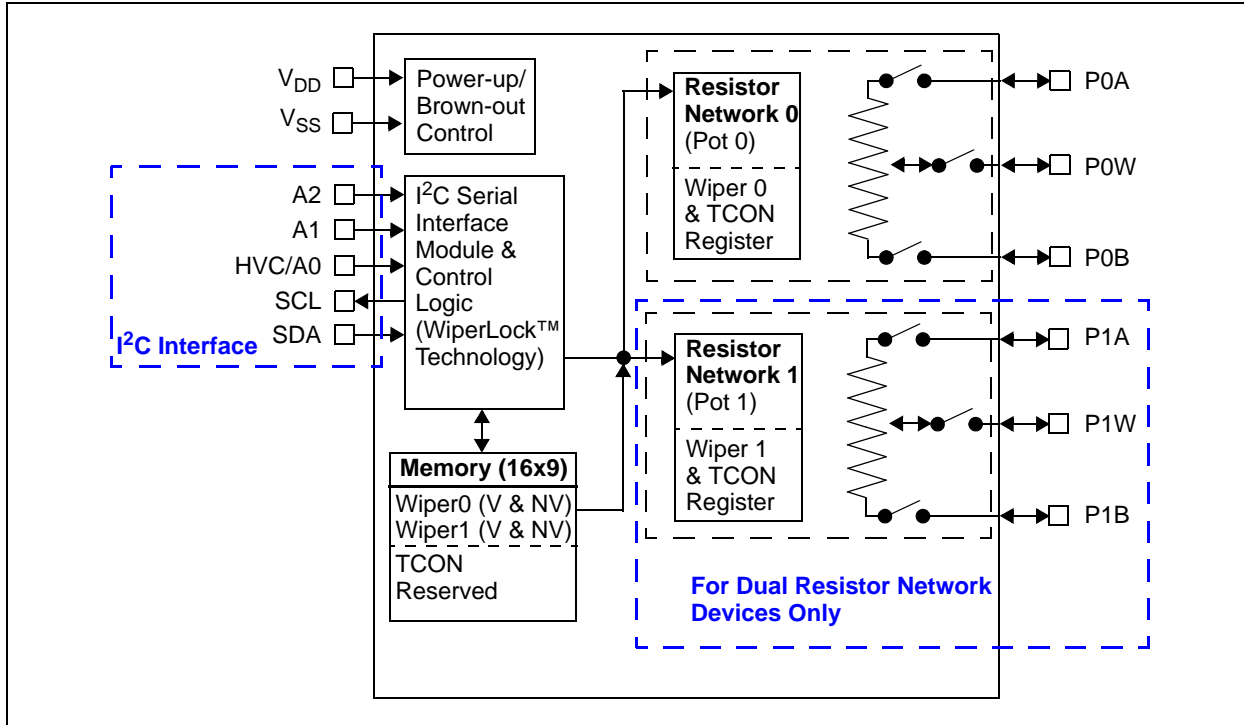 V_DD
V_SS
Power-up/
Brown-out
Control
A2
A1
HVC/A0
SCL
SDA
I²C Interface
I²C Serial
Interface
Module &
Control
Logic
(WiperLock™
Technology)
Memory (16x9)
Wiper0 (V & NV)
Wiper1 (V & NV)
TCON
Reserved
Resistor
Network 0
(Pot 0)
Wiper 0
& TCON
Register
P0A
P0W
P0B
Resistor
Network 1
(Pot 1)
Wiper 1
& TCON
Register
P1A
P1W
P1B
For Dual Resistor Network
Devices Only